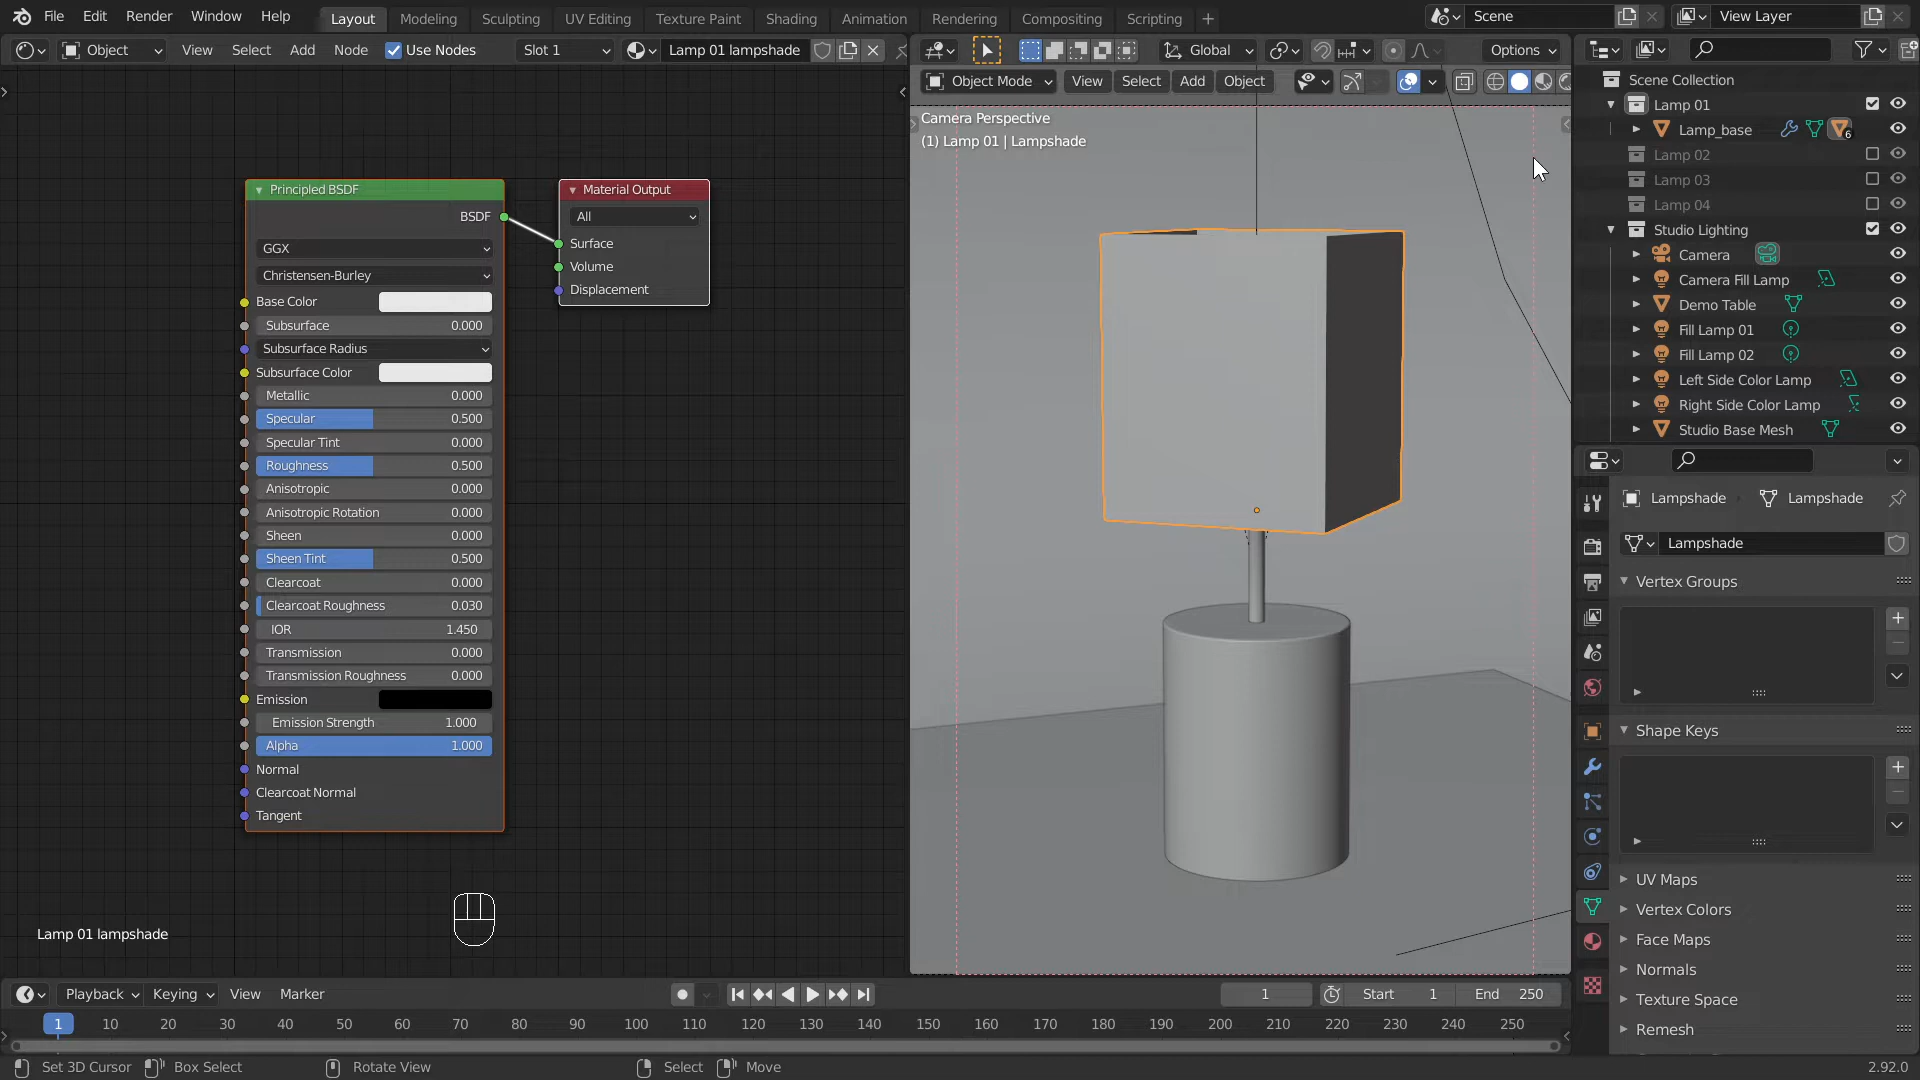 File Edit Render Window Help Layout Modeling Sculpting UV Editing Texture Paint Shading Animation Rendering Compositing Scripting + Scene View Layer
Object View Select Add Node Use Nodes Slot 1 Lamp 01 lampshade Global Options
Object Mode View Select Add Object
Camera Perspective
(1) Lamp 01 | Lampshade
Principled BSDF
BSDF
GGX
Christensen-Burley
Base Color
Subsurface 0.000
Subsurface Radius
Subsurface Color
Metallic 0.000
Specular 0.500
Specular Tint 0.000
Roughness 0.500
Anisotropic 0.000
Anisotropic Rotation 0.000
Sheen 0.000
Sheen Tint 0.500
Clearcoat 0.000
Clearcoat Roughness 0.030
IOR 1.450
Transmission 0.000
Transmission Roughness 0.000
Emission
Emission Strength 1.000
Alpha 1.000
Normal
Clearcoat Normal
Tangent
Material Output
All
Surface
Volume
Displacement
Lamp 01 lampshade
Scene Collection
Lamp 01
Lamp_base 6
Lamp 02
Lamp 03
Lamp 04
Studio Lighting
Camera
Camera Fill Lamp
Demo Table
Fill Lamp 01
Fill Lamp 02
Left Side Color Lamp
Right Side Color Lamp
Studio Base Mesh
Lampshade Lampshade
Lampshade
Vertex Groups
Shape Keys
UV Maps
Vertex Colors
Face Maps
Normals
Texture Space
Remesh
Playback Keying View Marker 1 Start 1 End 250
1 10 20 30 40 50 60 70 80 90 100 110 120 130 140 150 160 170 180 190 200 210 220 230 240 250
Set 3D Cursor Box Select Rotate View Select Move 2.92.0